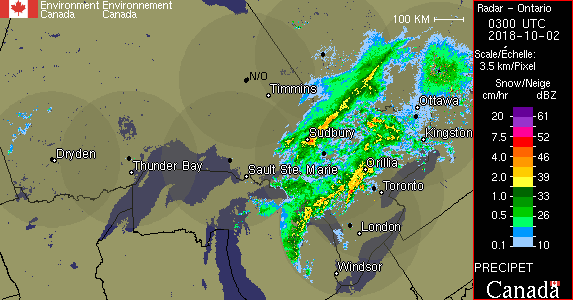 Environment Environnement
Canada Canada
100 KM
N/O
Timmins
Ottawa
Sudbury
Kingston
Dryden
Thunder Bay
Sault Ste. Marie
Orillia
Toronto
London
Windsor
Radar - Ontario
0300 UTC
2018-10-02
Scale/Échelle:
3.5 km/Pixel
Snow/Neige
cm/hr dBZ
20 61
7.5 52
4.0 46
2.0 39
1.0 33
0.5 26
0.1 10
PRECIPET
Canada